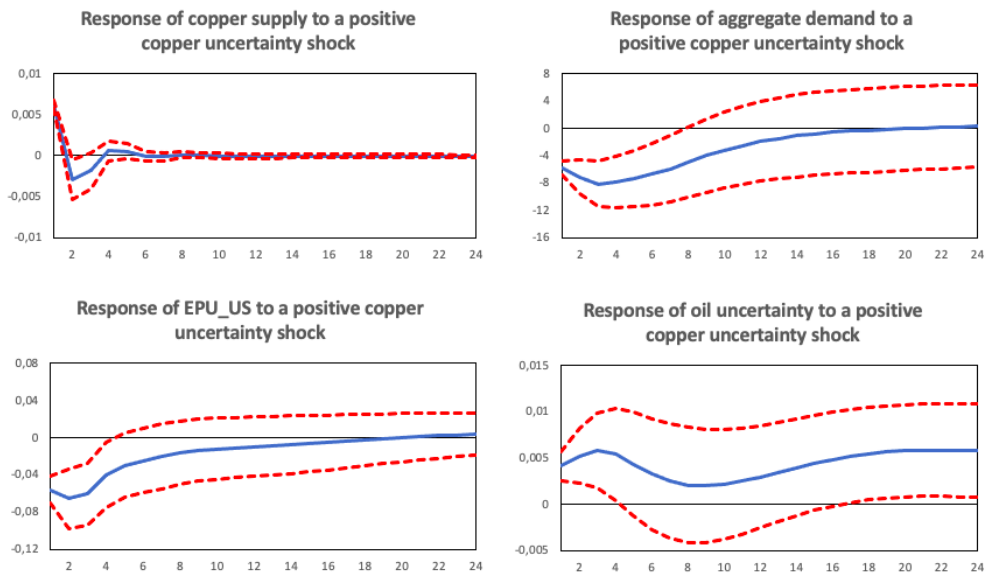 Response of copper supply to a positive
copper uncertainty shock
0,01
0,005
0
-0,005
-0,01
2 4 6 8 10 12 14 16 18 20 22 24
Response of aggregate demand to a
positive copper uncertainty shock
8
4
0
-4
-8
-12
-16
2 4 6 8 10 12 14 16 18 20 22 24
Response of EPU_US to a positive copper
uncertainty shock
0,08
0,04
0
-0,04
-0,08
-0,12
2 4 6 8 10 12 14 16 18 20 22 24
Response of oil uncertainty to a positive
copper uncertainty shock
0,015
0,01
0,005
0
-0,005
2 4 6 8 10 12 14 16 18 20 22 24